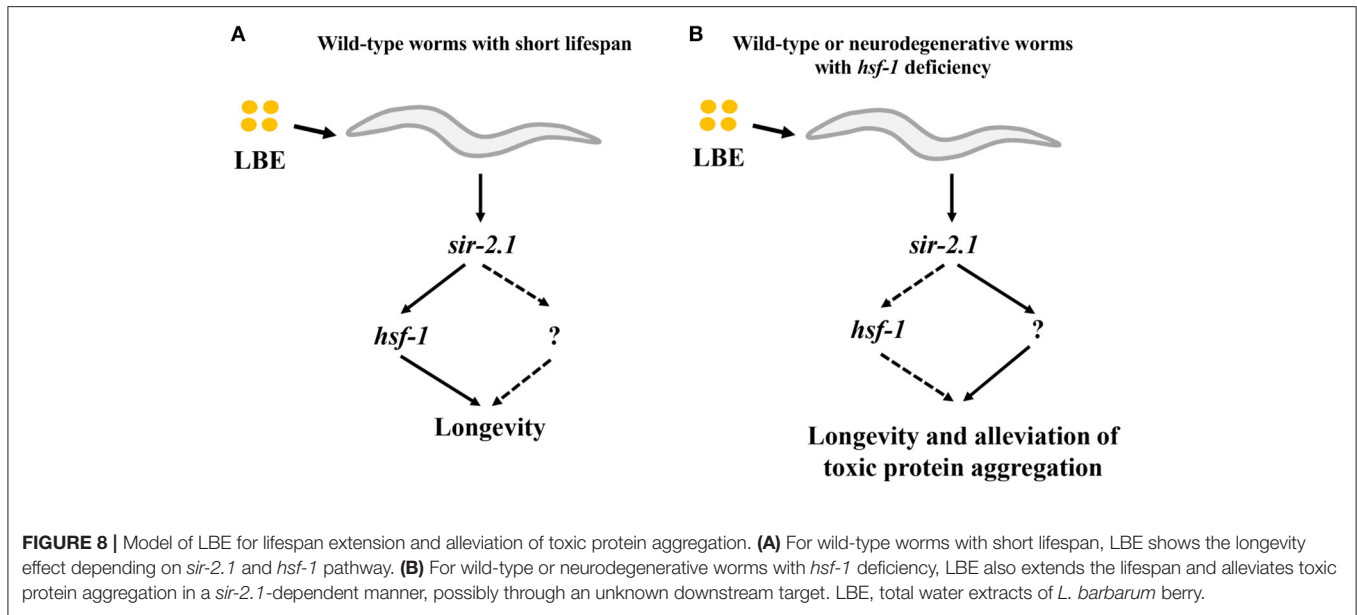 A
Wild-type worms with short lifespan
LBE
sir-2.1
hsf-1
?
Longevity
B
Wild-type or neurodegenerative worms
with hsf-1 deficiency
LBE
sir-2.1
hsf-1
?
Longevity and alleviation of
toxic protein aggregation
FIGURE 8 | Model of LBE for lifespan extension and alleviation of toxic protein aggregation. (A) For wild-type worms with short lifespan, LBE shows the longevity
effect depending on sir-2.1 and hsf-1 pathway. (B) For wild-type or neurodegenerative worms with hsf-1 deficiency, LBE also extends the lifespan and alleviates toxic
protein aggregation in a sir-2.1-dependent manner, possibly through an unknown downstream target. LBE, total water extracts of L. barbarum berry.